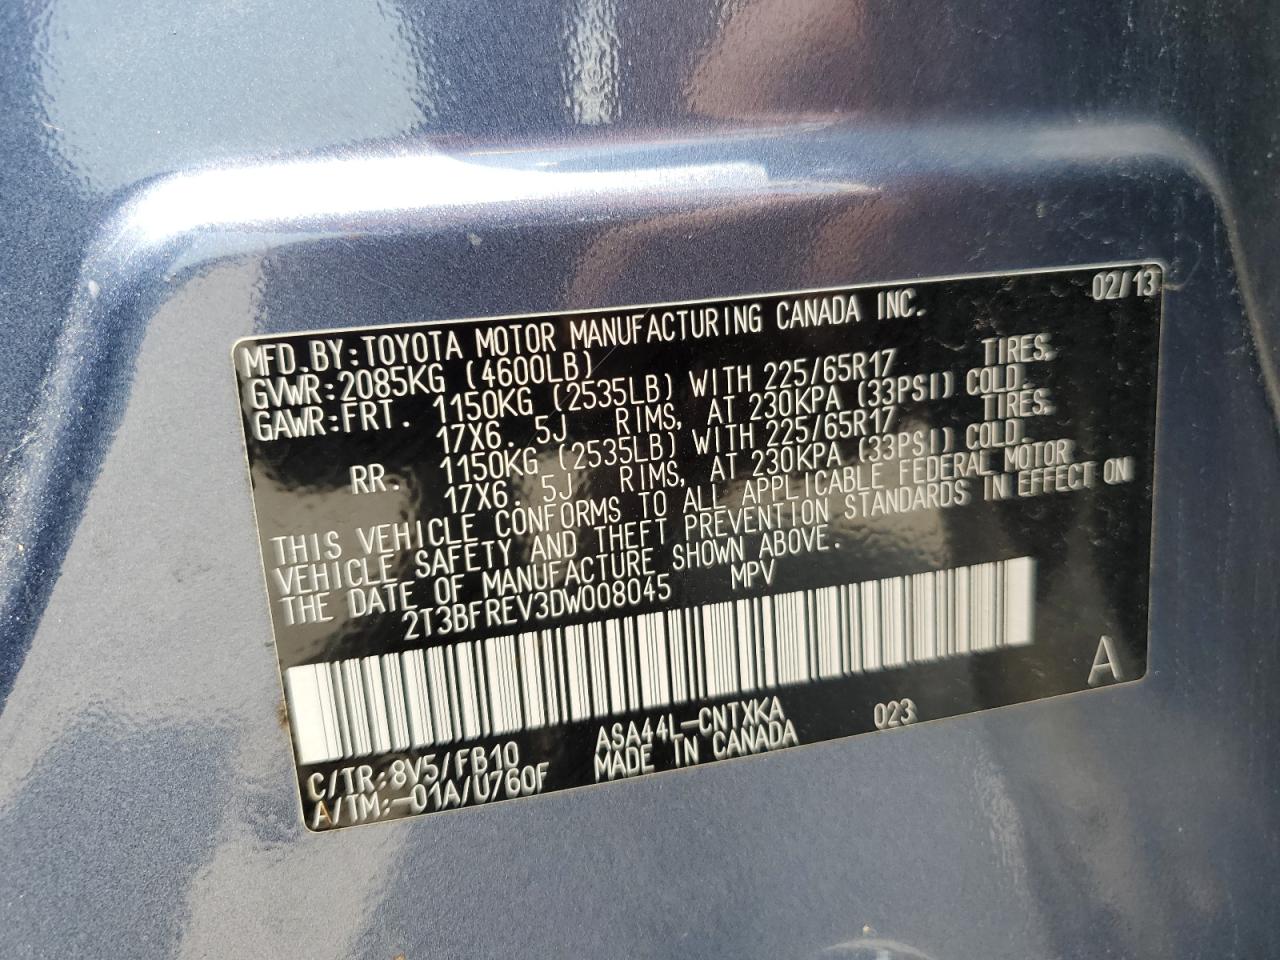 02/13
MFD.BY:TOYOTA MOTOR MANUFACTURING CANADA INC.
GVWR:2085KG (4600LB)
GAWR:FRT. 1150KG (2535LB) WITH 225/65R17 TIRES,
17X6. 5J RIMS, AT 230KPA (33PSI) COLD.
RR. 1150KG (2535LB) WITH 225/65R17 TIRES,
17X6. 5J RIMS, AT 230KPA (33PSI) COLD.
THIS VEHICLE CONFORMS TO ALL APPLICABLE FEDERAL MOTOR
VEHICLE SAFETY AND THEFT PREVENTION STANDARDS IN EFFECT ON
THE DATE OF MANUFACTURE SHOWN ABOVE.
2T3BFREV3DW008045 MPV
A
C/TR:8V5/FB10 ASA44L-CNTXKA 023
A/TM:-01A/U760F MADE IN CANADA